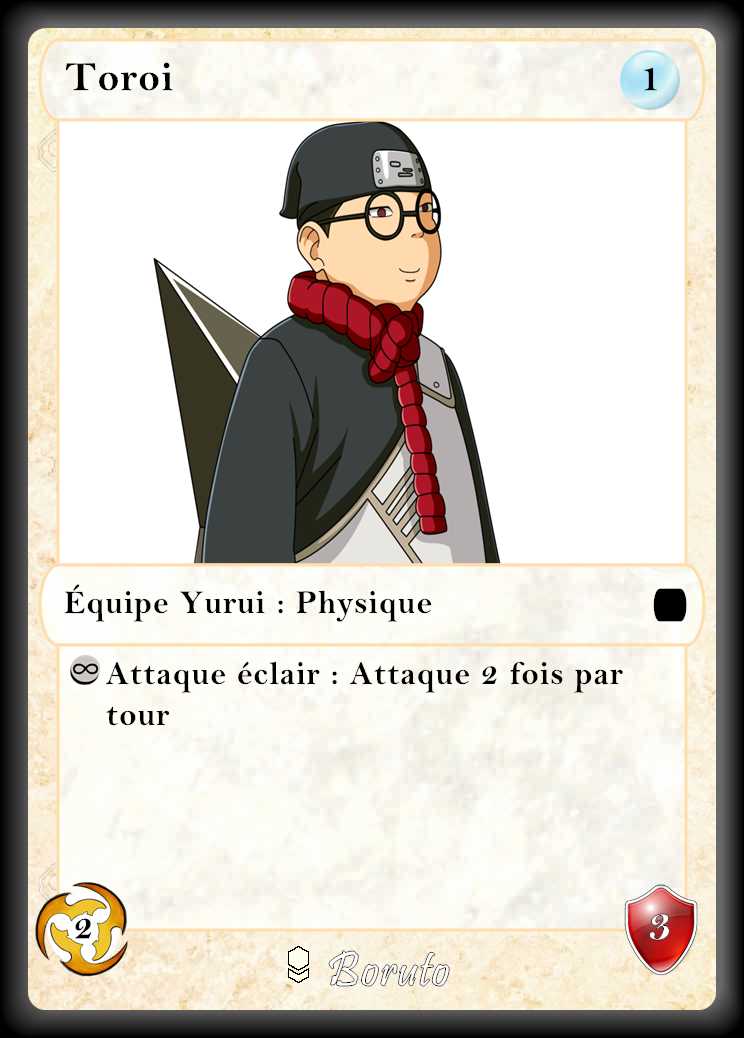 Toroi
1
Équipe Yurui : Physique
Attaque éclair : Attaque 2 fois par
tour
2
3
Boruto